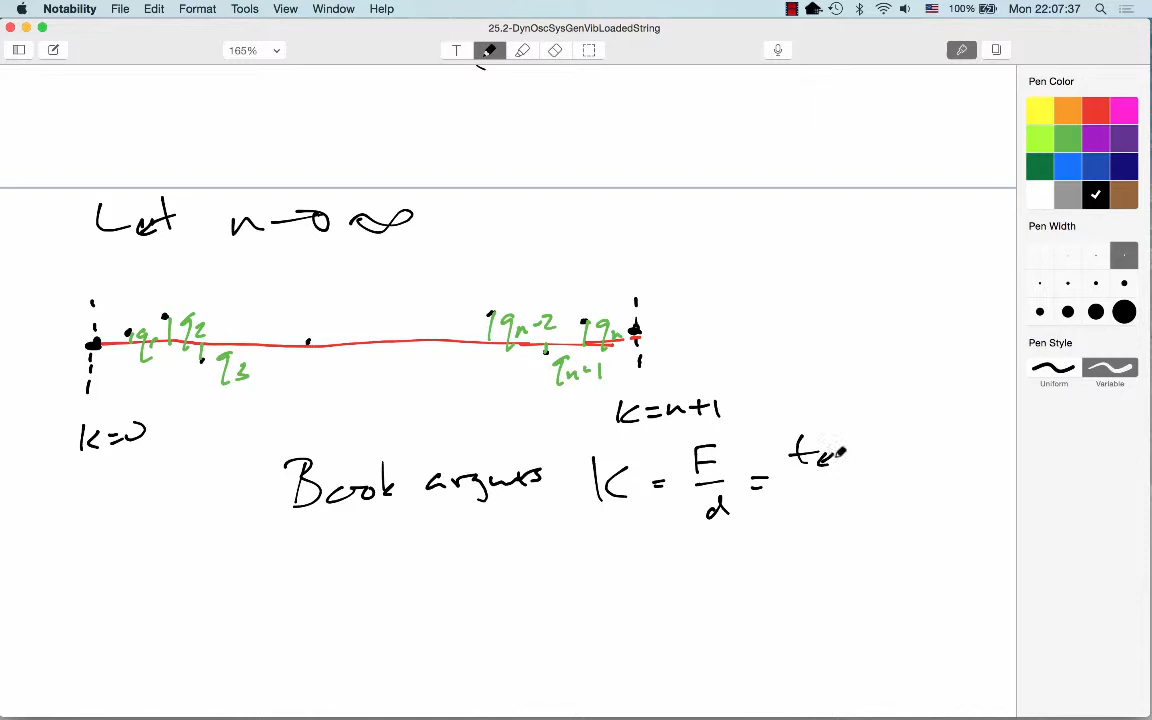 Notability File Edit Format Tools View Window Help 100% Mon 22:07:37
25.2-DynOscSysGenVibLoadedString
165% T
Pen Color
Let n→∞
Pen Width
q1 q2 q3 qn-2 qn-1 qn
Pen Style
Uniform Variable
k=0 k=n+1
Book argues K = F/d = te